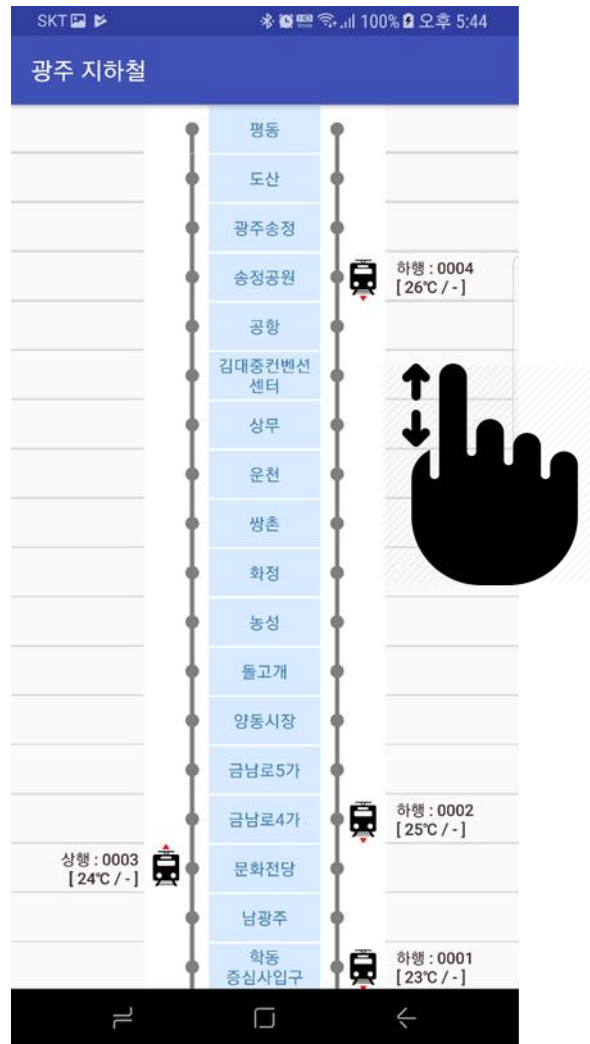 SKT 100% 오후 5:44
광주 지하철
평동
도산
광주송정
송정공원
하행 : 0004
[ 26℃ / - ]
공항
김대중컨벤션
센터
상무
운천
쌍촌
화정
농성
돌고개
양동시장
금남로5가
금남로4가
하행 : 0002
[ 25℃ / - ]
상행 : 0003
[ 24℃ / - ]
문화전당
남광주
학동
증심사입구
하행 : 0001
[ 23℃ / - ]